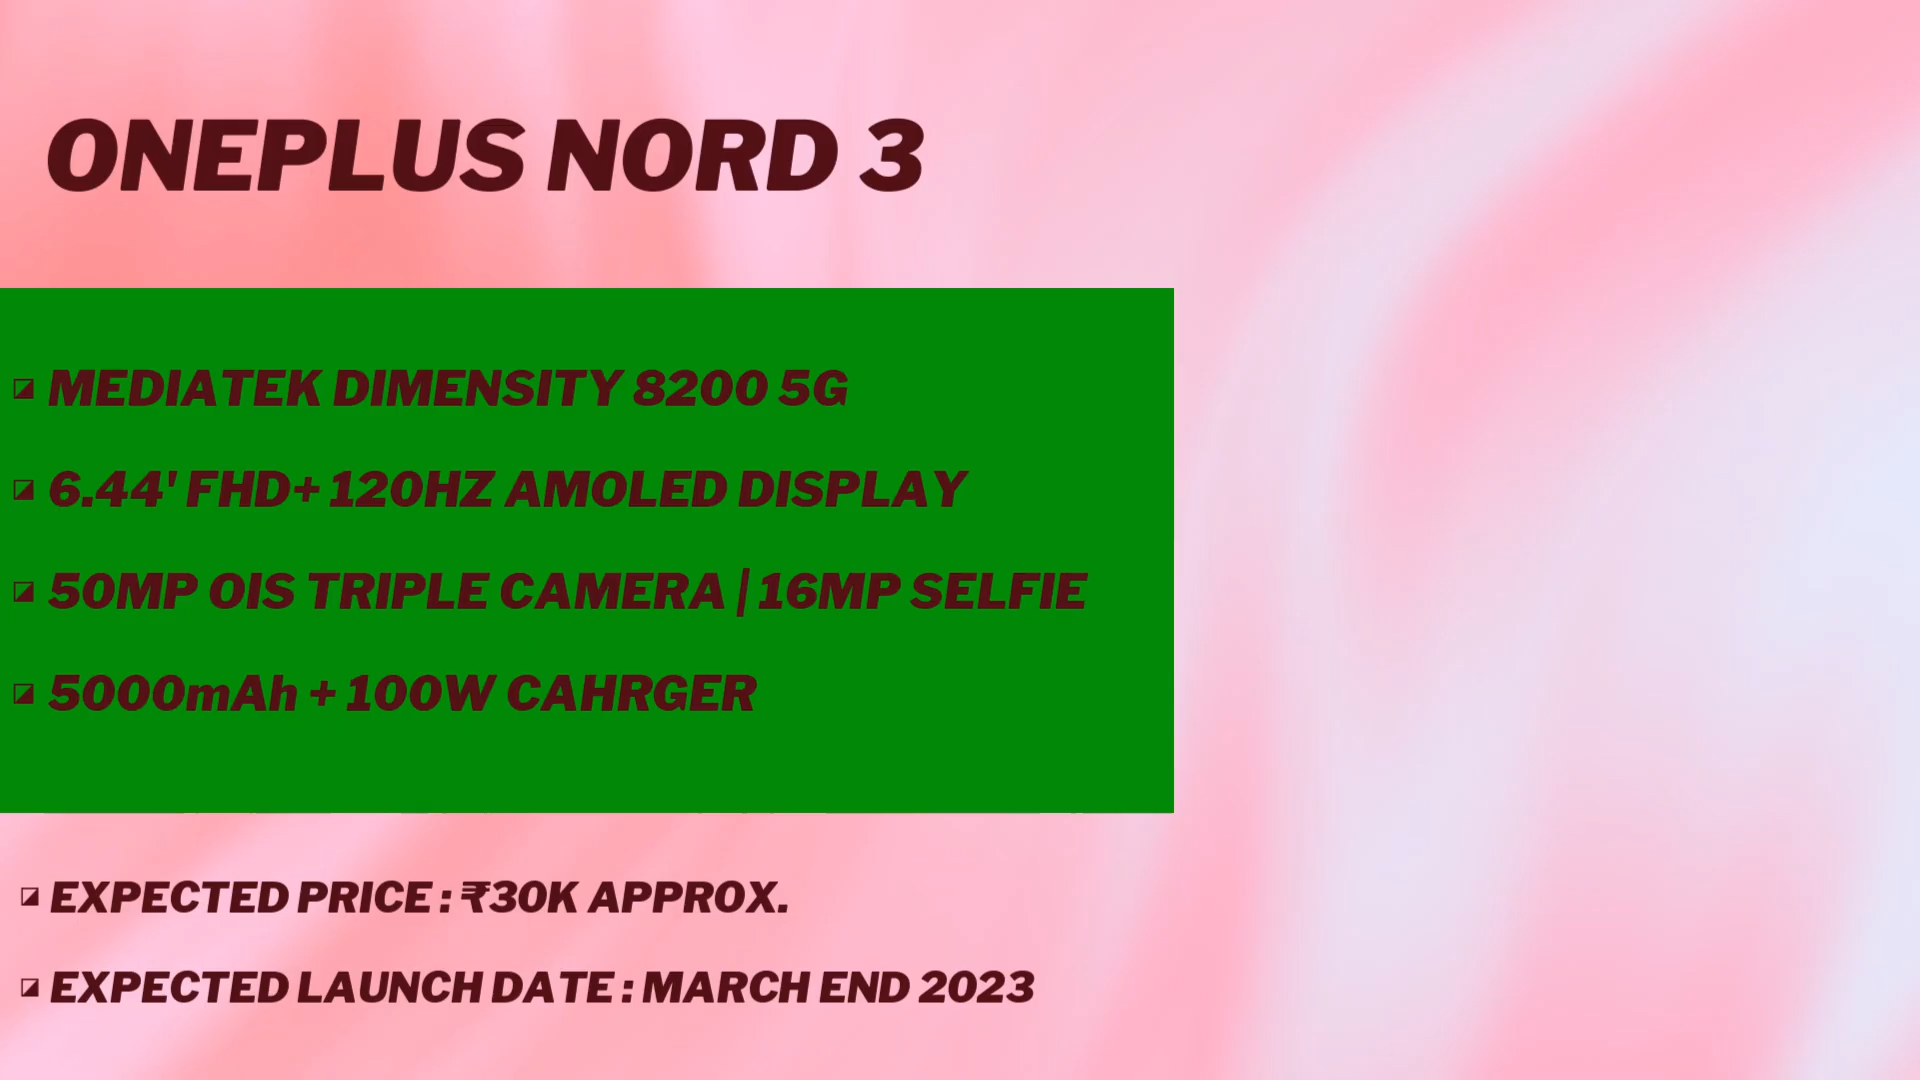 ONEPLUS NORD 3
MEDIATEK DIMENSITY 8200 5G
6.44' FHD+ 120HZ AMOLED DISPLAY
50MP OIS TRIPLE CAMERA | 16MP SELFIE
5000mAh + 100W CAHRGER
EXPECTED PRICE : ₹30K APPROX.
EXPECTED LAUNCH DATE : MARCH END 2023